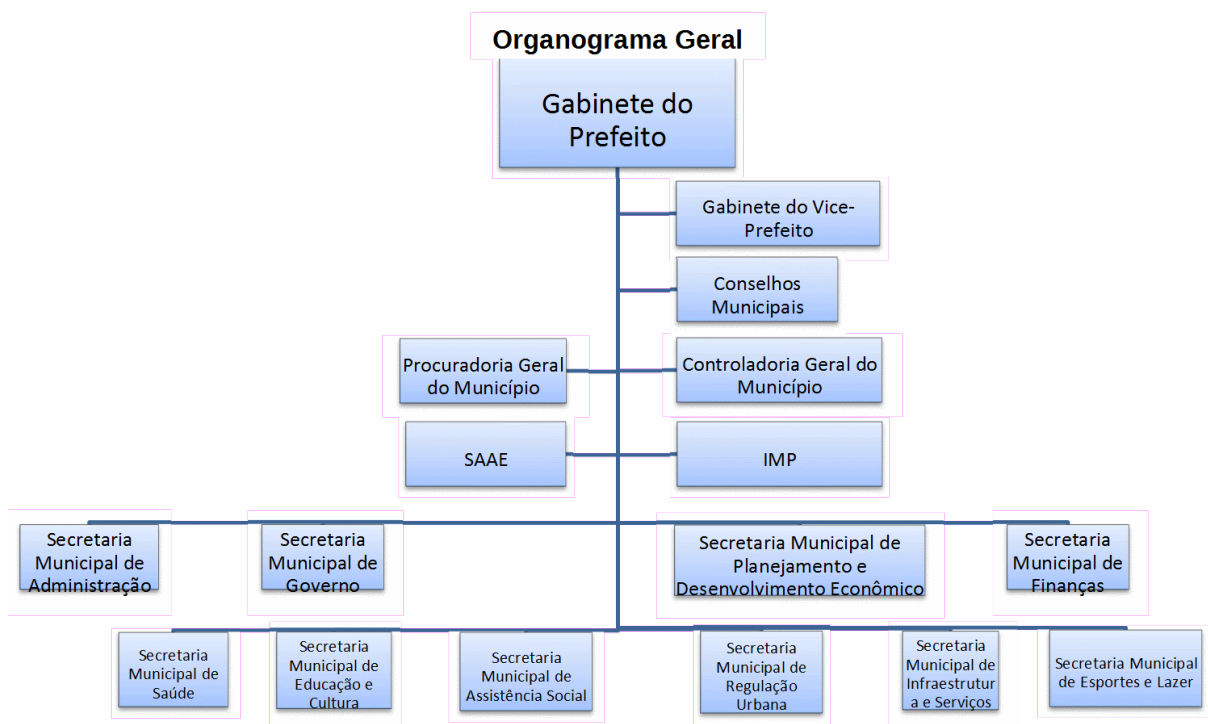 Organograma Geral
Gabinete do
Prefeito
Gabinete do Vice-
Prefeito
Conselhos
Municipais
Procuradoria Geral
do Município
Controladoria Geral do
Município
SAAE
IMP
Secretaria
Municipal de
Administração
Secretaria
Municipal de
Governo
Secretaria Municipal de
Planejamento e
Desenvolvimento Econômico
Secretaria
Municipal de
Finanças
Secretaria
Municipal de
Saúde
Secretaria
Municipal de
Educação e
Cultura
Secretaria
Municipal de
Assistência Social
Secretaria
Municipal de
Regulação
Urbana
Secretaria
Municipal de
Infraestrutur
a e Serviços
Secretaria Municipal
de Esportes e Lazer